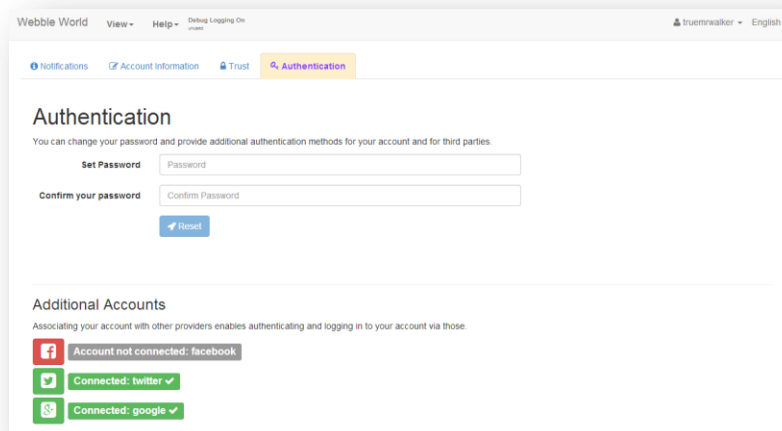 Webble World View Help Debug Logging On truemrwalker English
Notifications Account Information Trust Authentication
Authentication
You can change your password and provide additional authentication methods for your account and for third parties.
Set Password Password
Confirm your password Confirm Password
Reset
Additional Accounts
Associating your account with other providers enables authenticating and logging in to your account via those.
Account not connected: facebook
Connected: twitter
Connected: google